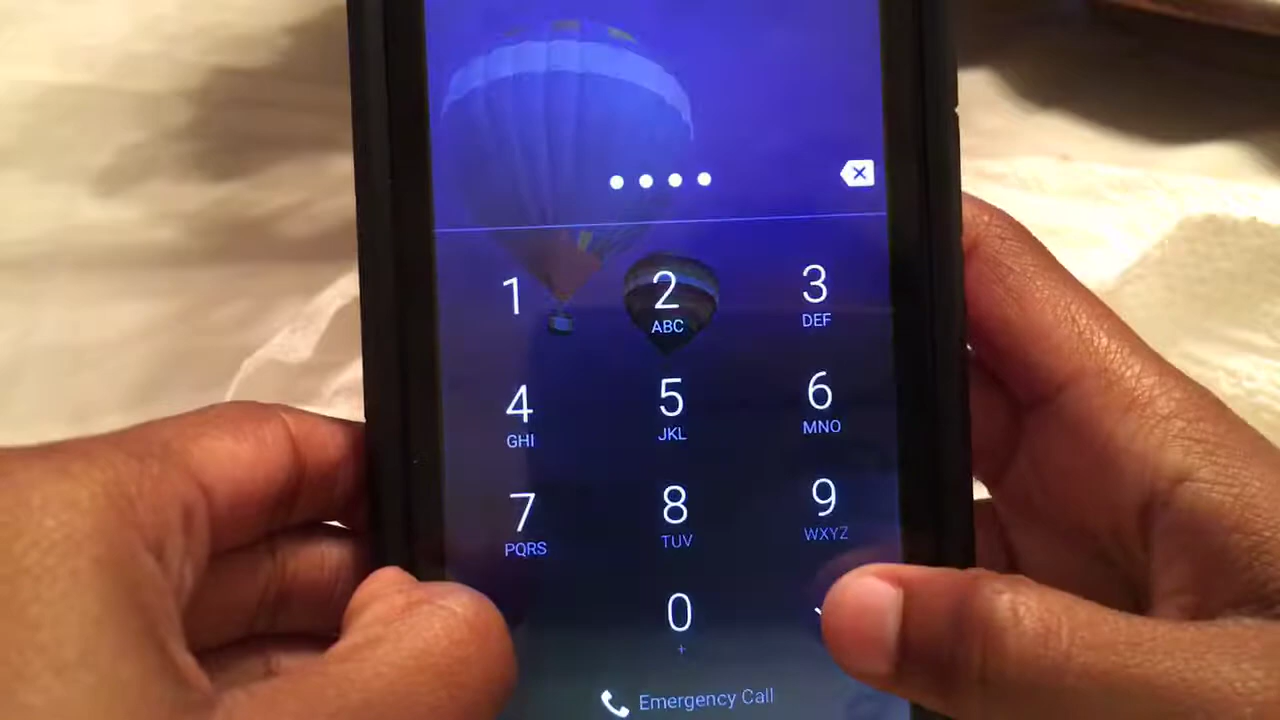 1 2 3
ABC DEF
4 5 6
GHI JKL MNO
7 8 9
PQRS TUV WXYZ
0
+
Emergency Call